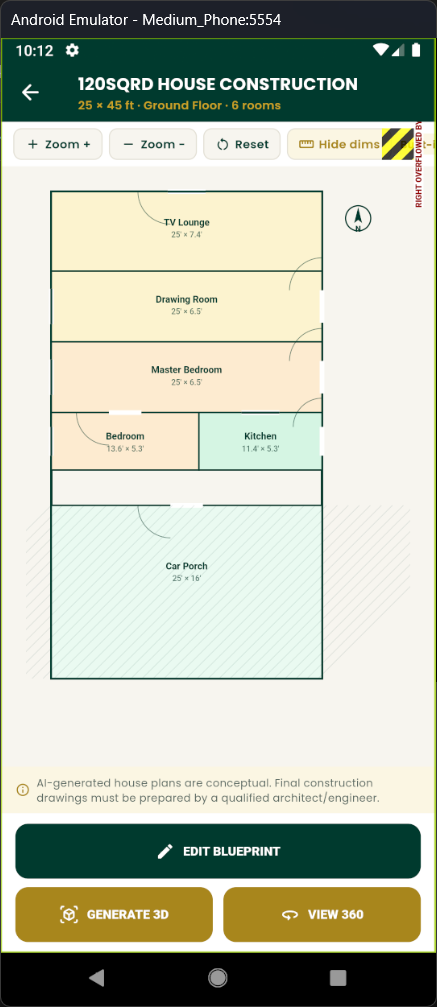 Android Emulator - Medium_Phone:5554
10:12
120SQRD HOUSE CONSTRUCTION
25 × 45 ft · Ground Floor · 6 rooms
Zoom +
Zoom -
Reset
Hide dims
RIGHT OVERFLOWED BY
N
TV Lounge
25' × 7.4'
Drawing Room
25' × 6.5'
Master Bedroom
25' × 6.5'
Bedroom
13.6' × 5.3'
Kitchen
11.4' × 5.3'
Car Porch
25' × 16'
AI-generated house plans are conceptual. Final construction
drawings must be prepared by a qualified architect/engineer.
EDIT BLUEPRINT
GENERATE 3D
VIEW 360